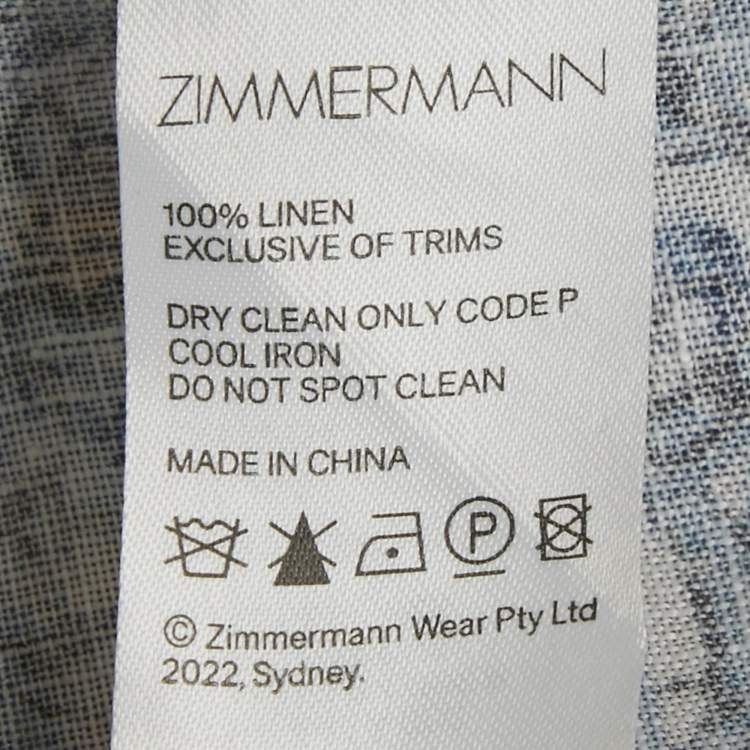 ZIMMERMANN
100% LINEN
EXCLUSIVE OF TRIMS
DRY CLEAN ONLY CODE P
COOL IRON
DO NOT SPOT CLEAN
MADE IN CHINA
P
© Zimmermann Wear Pty Ltd
2022, Sydney.